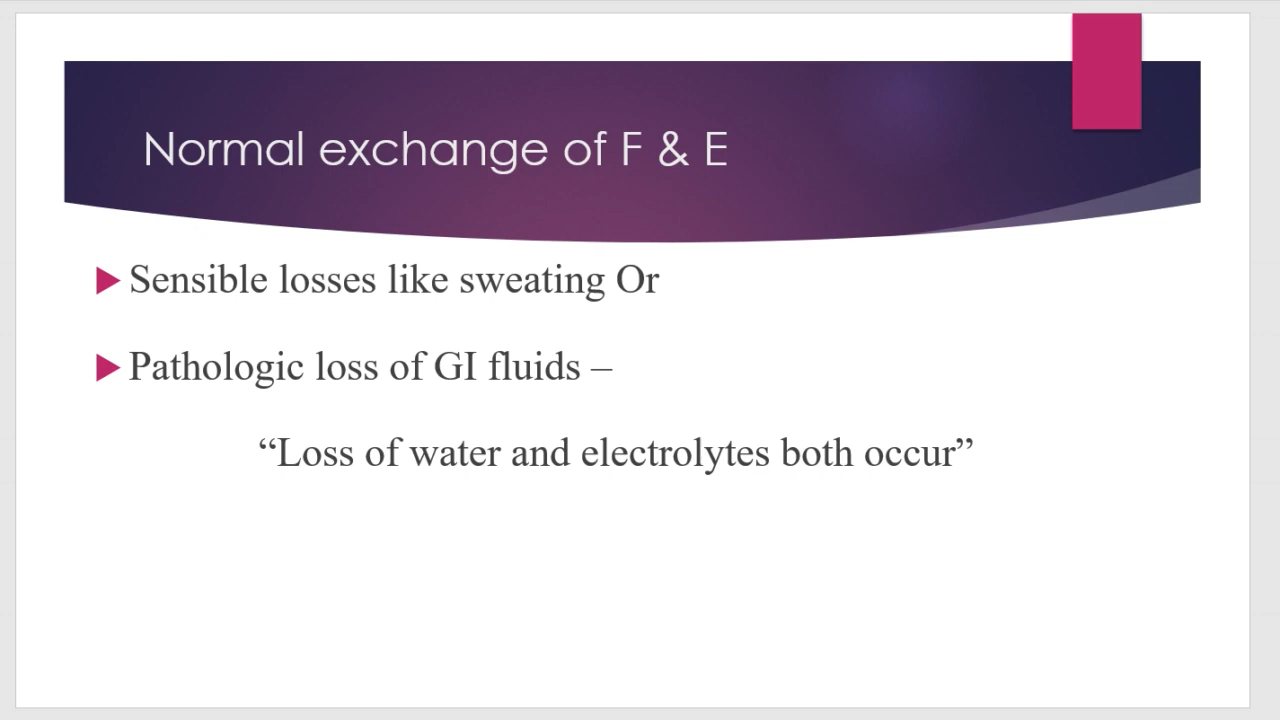 Normal exchange of F & E
Sensible losses like sweating Or
Pathologic loss of GI fluids –
“Loss of water and electrolytes both occur”